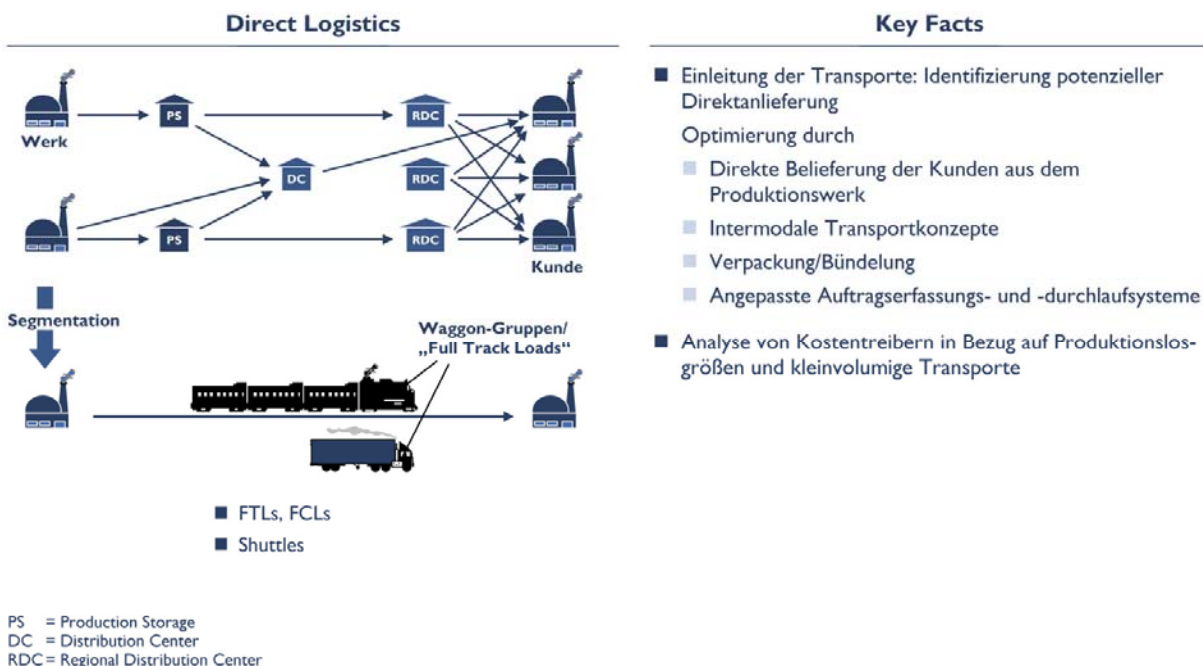 Direct Logistics
Werk
PS
RDC
DC
RDC
PS
RDC
Kunde
Segmentation
Waggon-Gruppen/
„Full Track Loads“
FTLs, FCLs
Shuttles
PS = Production Storage
DC = Distribution Center
RDC = Regional Distribution Center
Key Facts
Einleitung der Transporte: Identifizierung potenzieller
Direktanlieferung
Optimierung durch
Direkte Belieferung der Kunden aus dem
Produktionswerk
Intermodale Transportkonzepte
Verpackung/Bündelung
Angepasste Auftragserfassungs- und -durchlaufsysteme
Analyse von Kostentreibern in Bezug auf Produktionslos-
größen und kleinvolumige Transporte